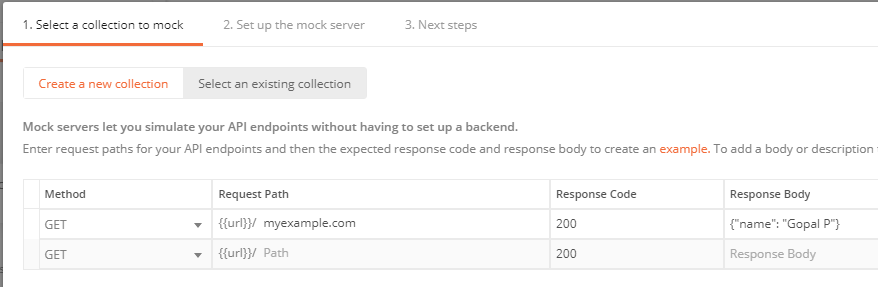 1. Select a collection to mock 2. Set up the mock server 3. Next steps
Create a new collection Select an existing collection
Mock servers let you simulate your API endpoints without having to set up a backend.
Enter request paths for your API endpoints and then the expected response code and response body to create an example. To add a body or description
Method Request Path Response Code Response Body
GET {{url}}/ myexample.com 200 {"name": "Gopal P"}
GET {{url}}/ Path 200 Response Body